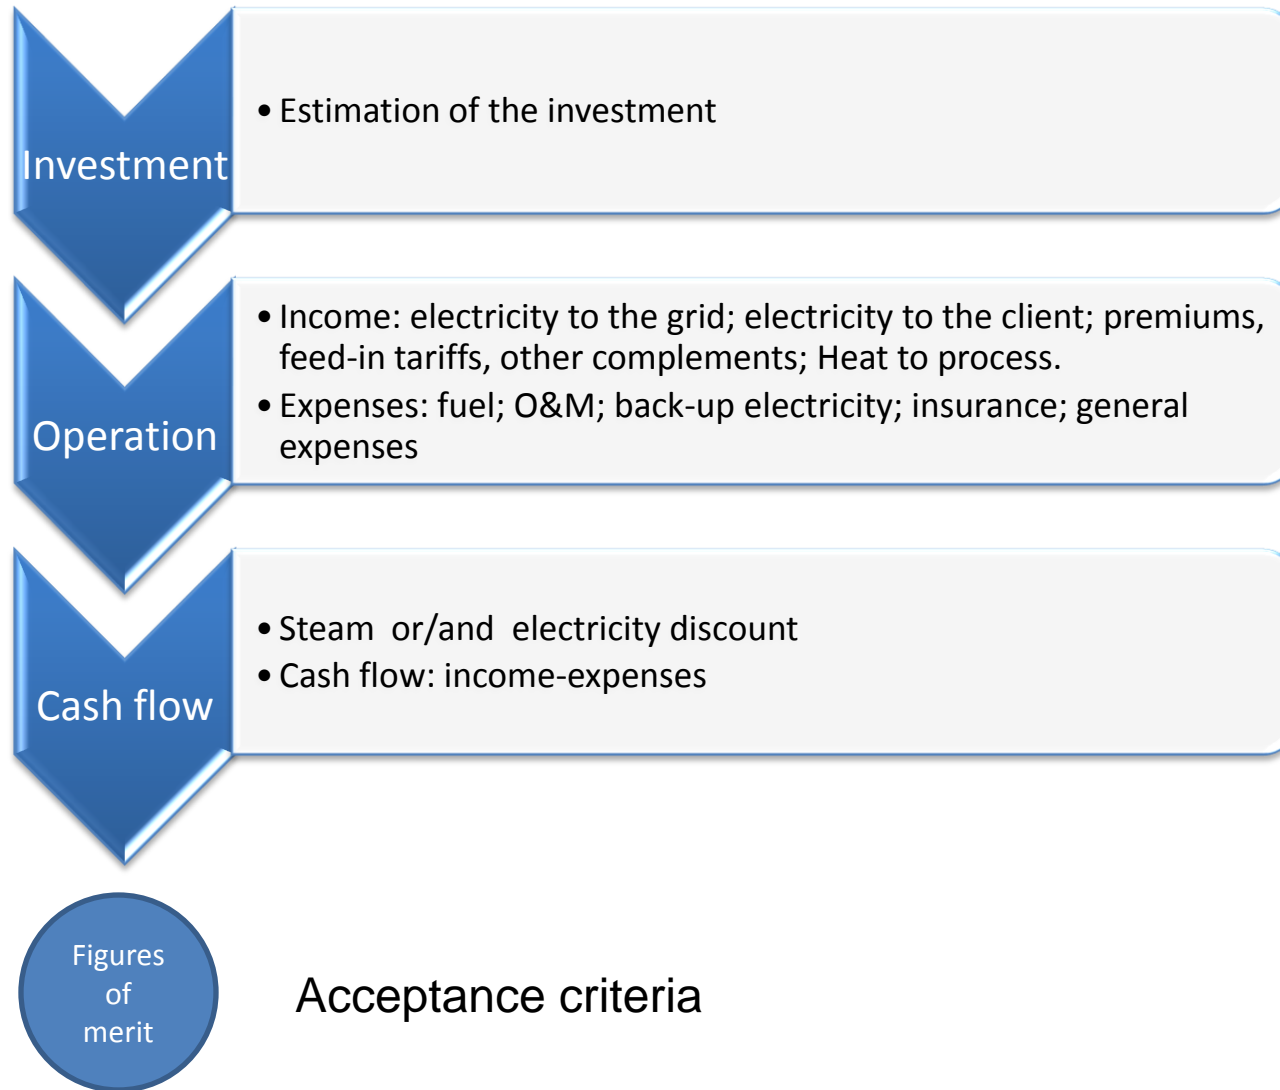 Investment
• Estimation of the investment
Operation
• Income: electricity to the grid; electricity to the client; premiums,
feed-in tariffs, other complements; Heat to process.
• Expenses: fuel; O&M; back-up electricity; insurance; general
expenses
Cash flow
• Steam  or/and  electricity discount
• Cash flow: income-expenses
Figures
of
merit
Acceptance criteria